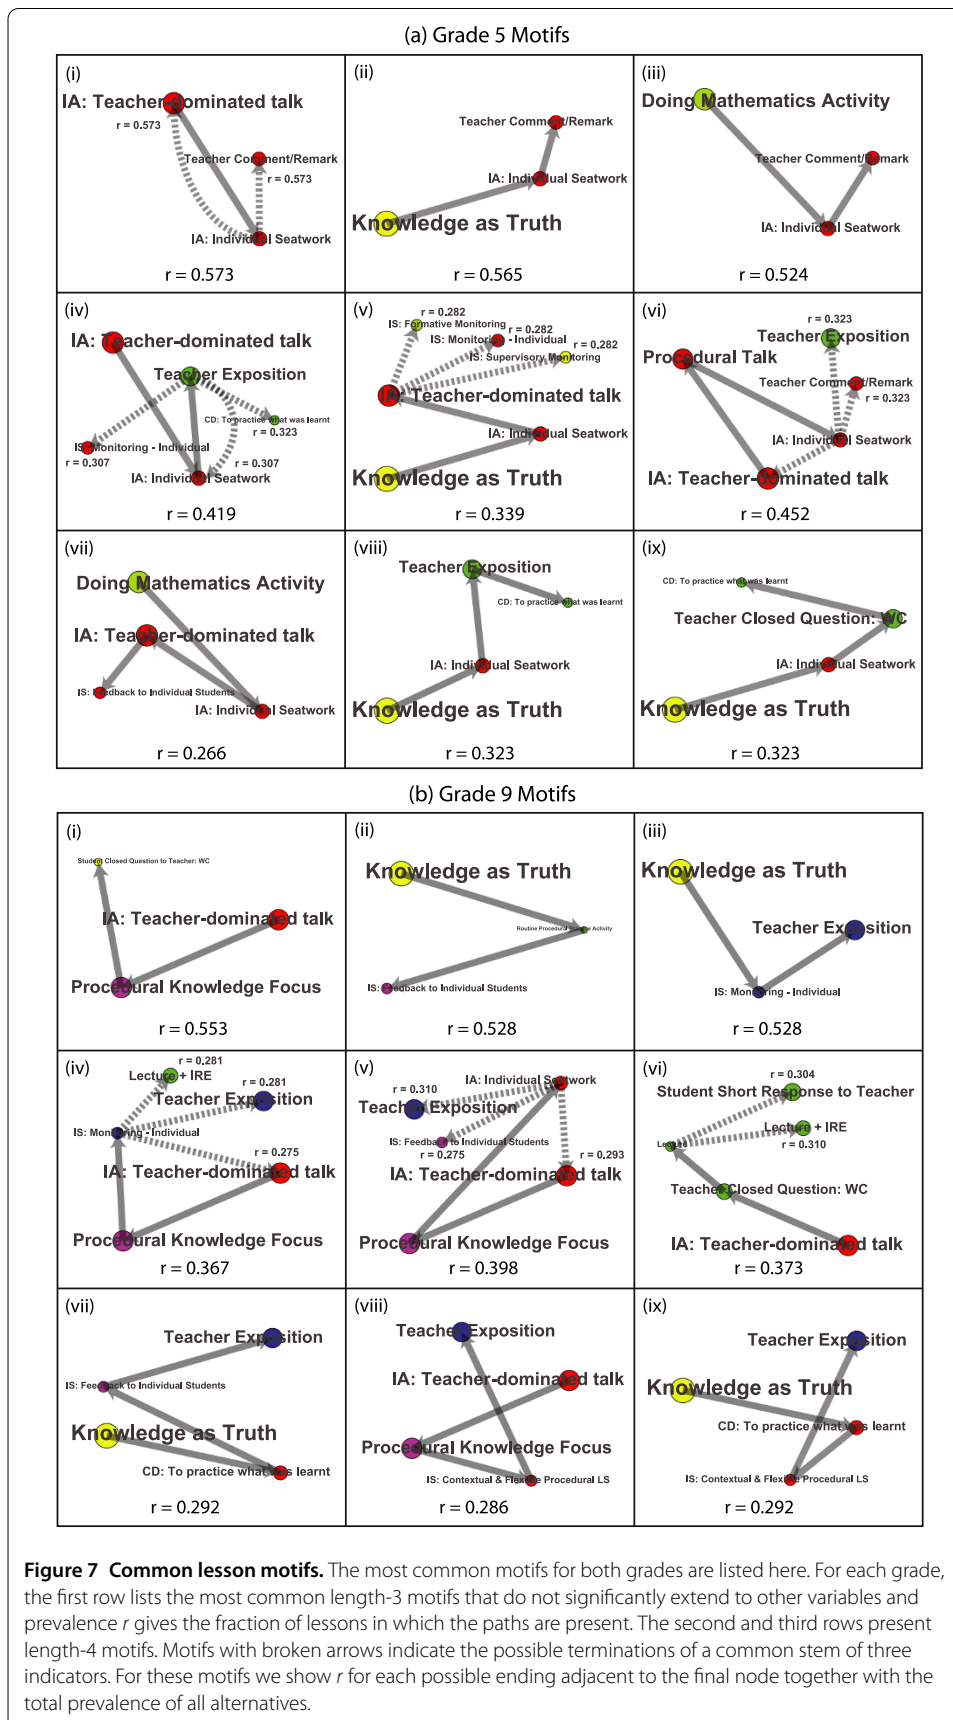 (a) Grade 5 Motifs
(i)
IA: Teacher-dominated talk
r = 0.573
Teacher Comment/Remark
r = 0.573
IA: Individual Seatwork
r = 0.573
(ii)
Teacher Comment/Remark
IA: Individual Seatwork
Knowledge as Truth
r = 0.565
(iii)
Doing Mathematics Activity
Teacher Comment/Remark
IA: Individual Seatwork
r = 0.524
(iv)
IA: Teacher-dominated talk
Teacher Exposition
CD: To practice what was learnt
r = 0.323
IS: Monitoring - Individual
r = 0.307
r = 0.307
IA: Individual Seatwork
r = 0.419
(v)
r = 0.282
IS: Formative Monitoring
r = 0.282
IS: Monitoring - Individual
r = 0.282
IS: Supervisory Monitoring
IA: Teacher-dominated talk
IA: Individual Seatwork
Knowledge as Truth
r = 0.339
(vi)
r = 0.323
Teacher Exposition
Procedural Talk
Teacher Comment/Remark
r = 0.323
IA: Individual Seatwork
IA: Teacher-dominated talk
r = 0.452
(vii)
Doing Mathematics Activity
IA: Teacher-dominated talk
IS: Feedback to Individual Students
IA: Individual Seatwork
r = 0.266
(viii)
Teacher Exposition
CD: To practice what was learnt
IA: Individual Seatwork
Knowledge as Truth
r = 0.323
(ix)
CD: To practice what was learnt
Teacher Closed Question: WC
IA: Individual Seatwork
Knowledge as Truth
r = 0.323
(b) Grade 9 Motifs
(i)
Student Closed Question to Teacher: WC
IA: Teacher-dominated talk
Procedural Knowledge Focus
r = 0.553
(ii)
Knowledge as Truth
Routine Procedural Practice Activity
IS: Feedback to Individual Students
r = 0.528
(iii)
Knowledge as Truth
Teacher Exposition
IS: Monitoring - Individual
r = 0.528
(iv)
r = 0.281
Lecture + IRE
r = 0.281
Teacher Exposition
IS: Monitoring - Individual
r = 0.275
IA: Teacher-dominated talk
Procedural Knowledge Focus
r = 0.367
(v)
IA: Individual Seatwork
r = 0.310
Teacher Exposition
IS: Feedback to Individual Students
r = 0.275
r = 0.293
IA: Teacher-dominated talk
Procedural Knowledge Focus
r = 0.398
(vi)
r = 0.304
Student Short Response to Teacher
Lecture + IRE
r = 0.310
Lecture
Teacher Closed Question: WC
IA: Teacher-dominated talk
r = 0.373
(vii)
Teacher Exposition
IS: Feedback to Individual Students
Knowledge as Truth
CD: To practice what was learnt
r = 0.292
(viii)
Teacher Exposition
IA: Teacher-dominated talk
Procedural Knowledge Focus
IS: Contextual & Flexible Procedural LS
r = 0.286
(ix)
Teacher Exposition
Knowledge as Truth
CD: To practice what was learnt
IS: Contextual & Flexible Procedural LS
r = 0.292
Figure 7 Common lesson motifs. The most common motifs for both grades are listed here. For each grade,
the first row lists the most common length-3 motifs that do not significantly extend to other variables and
prevalence r gives the fraction of lessons in which the paths are present. The second and third rows present
length-4 motifs. Motifs with broken arrows indicate the possible terminations of a common stem of three
indicators. For these motifs we show r for each possible ending adjacent to the final node together with the
total prevalence of all alternatives.